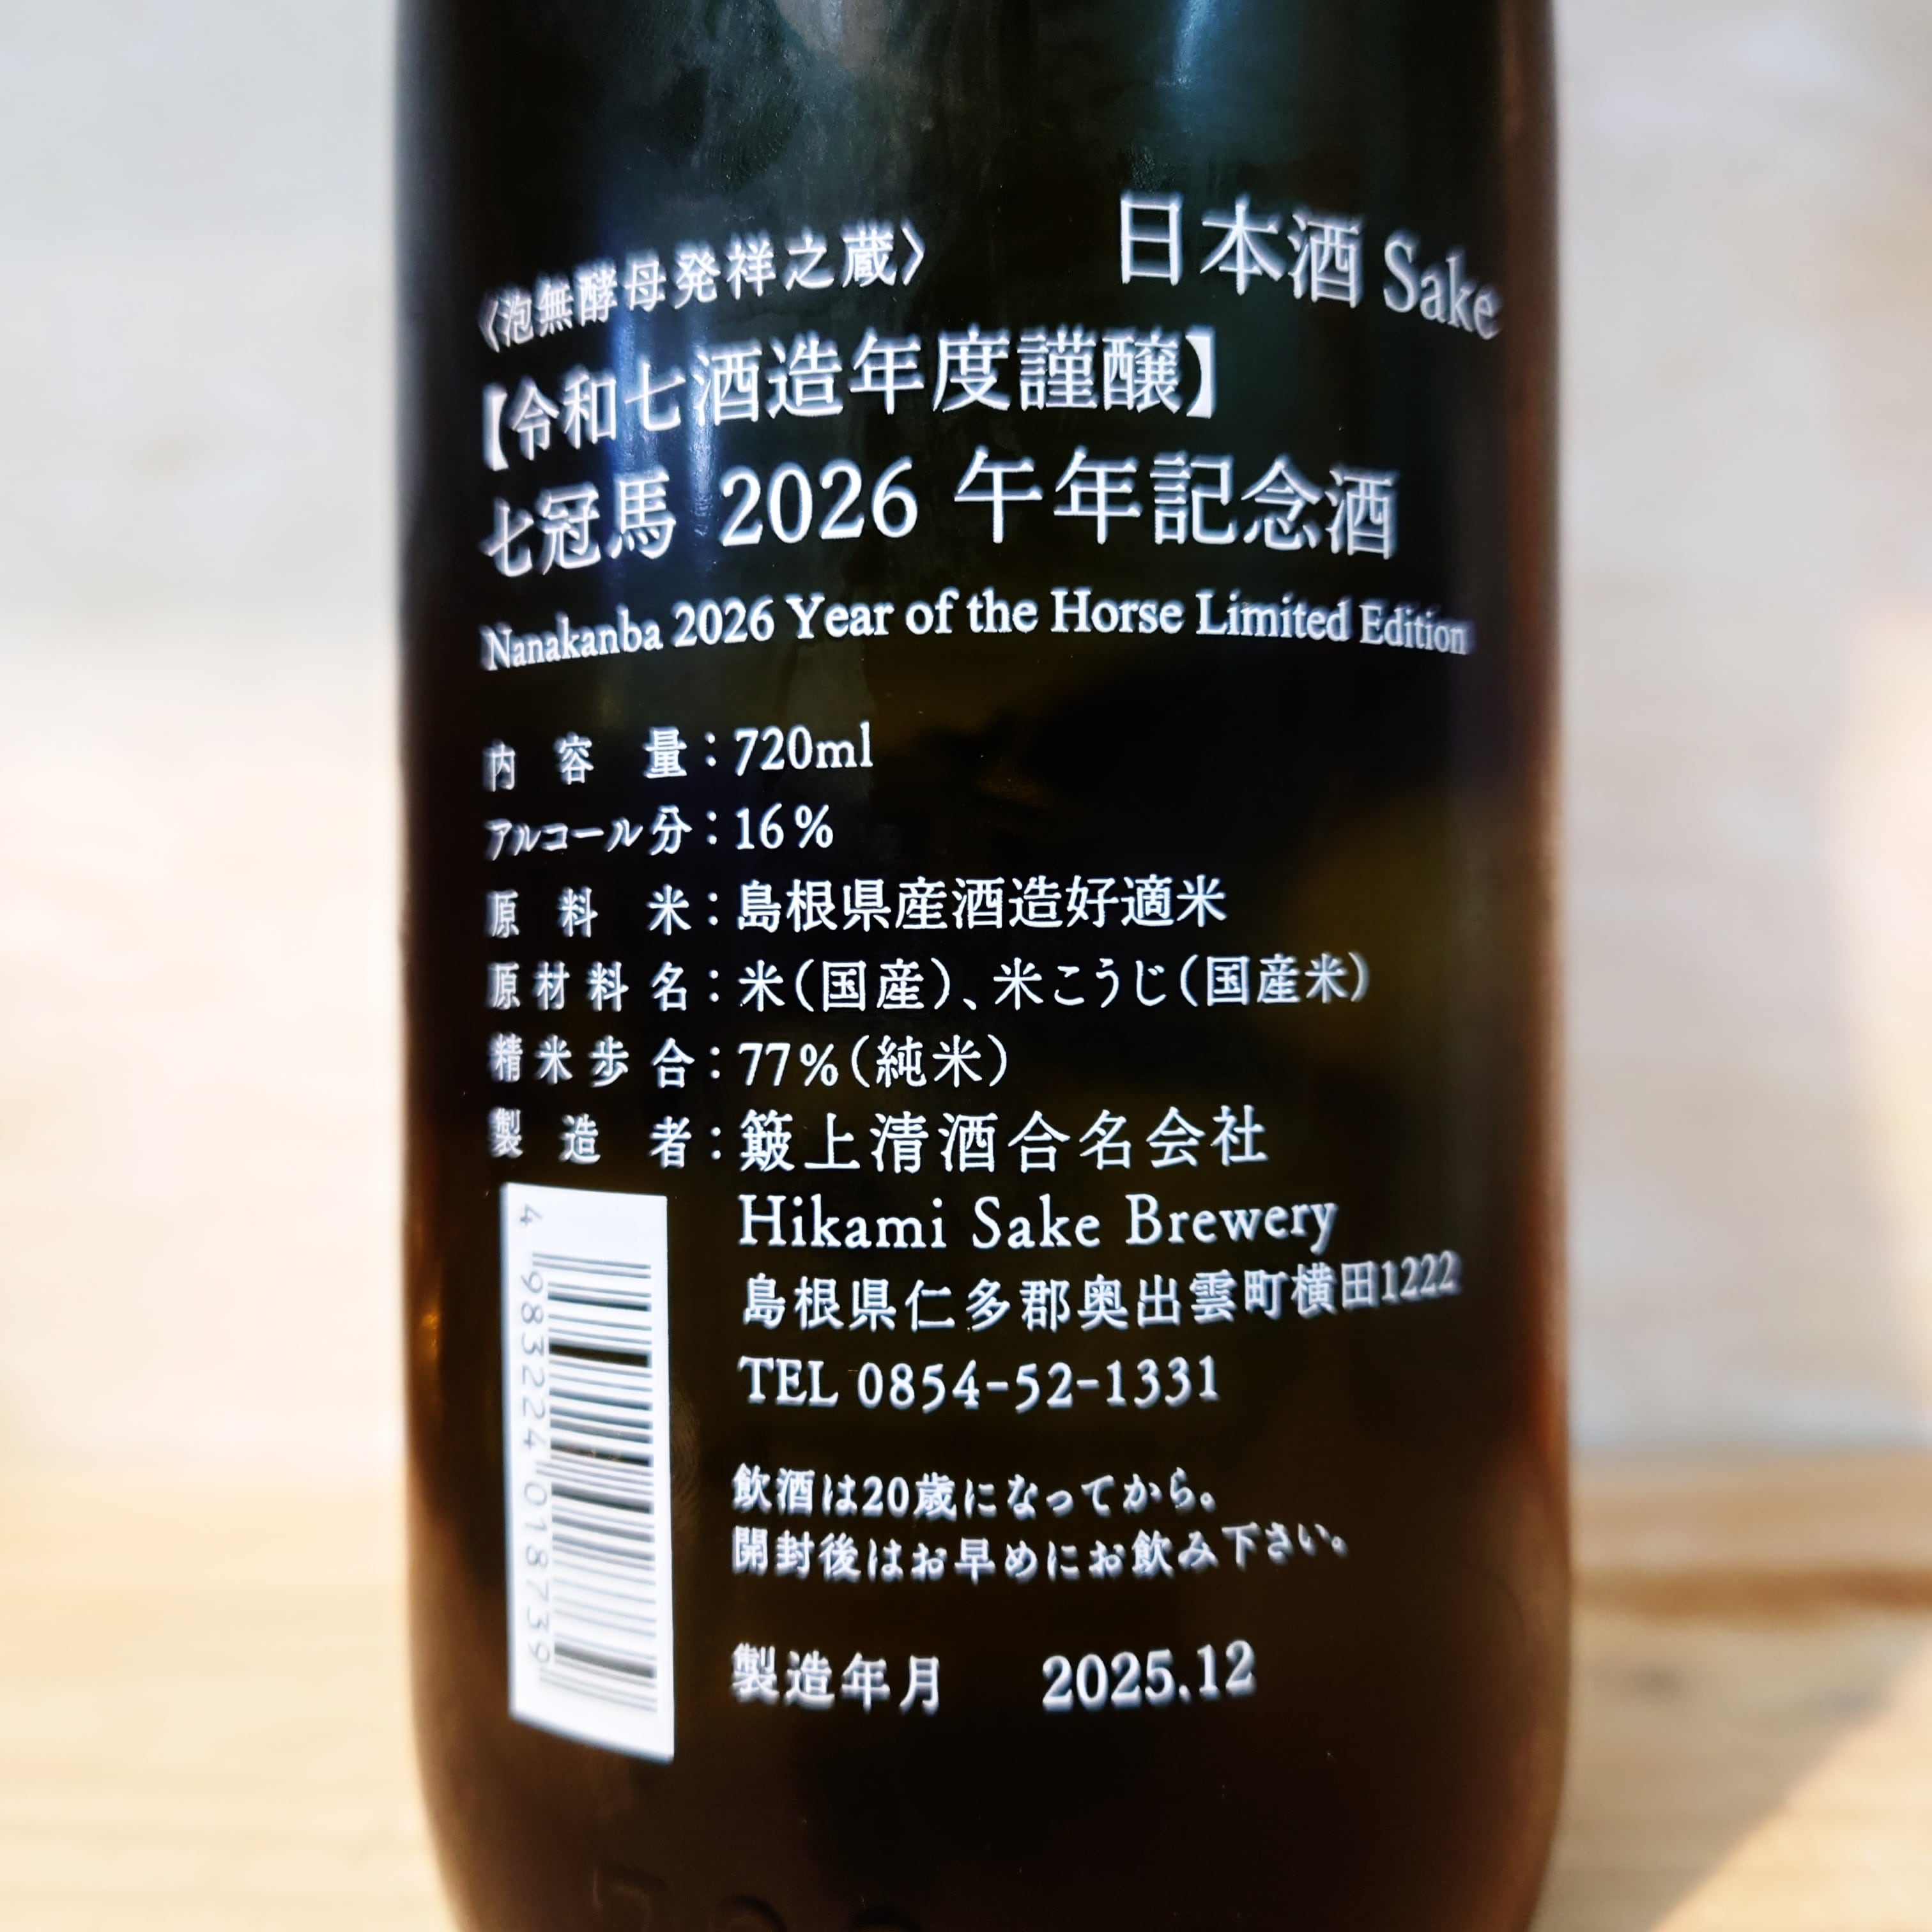 日本酒 Sake
〈泡無酵母発祥之蔵〉
【令和七酒造年度謹醸】
七冠馬 2026 午年記念酒
Nanakanba 2026 Year of the Horse Limited Edition
内容量：720ml
アルコール分：16%
原料米：島根県産酒造好適米
原材料名：米(国産)、米こうじ(国産米)
精米歩合：77%(純米)
製造者：簸上清酒合名会社
Hikami Sake Brewery
島根県仁多郡奥出雲町横田1222
TEL 0854-52-1331
4 983224 018739
飲酒は20歳になってから。
開封後はお早めにお飲み下さい。
製造年月 2025.12